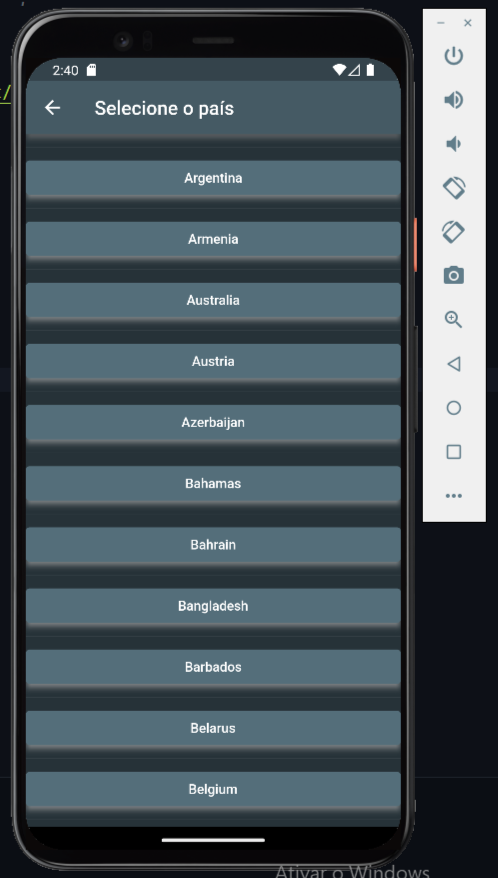 t/
2:40
Selecione o país
Argentina
Armenia
Australia
Austria
Azerbaijan
Bahamas
Bahrain
Bangladesh
Barbados
Belarus
Belgium
Ativar o Windows